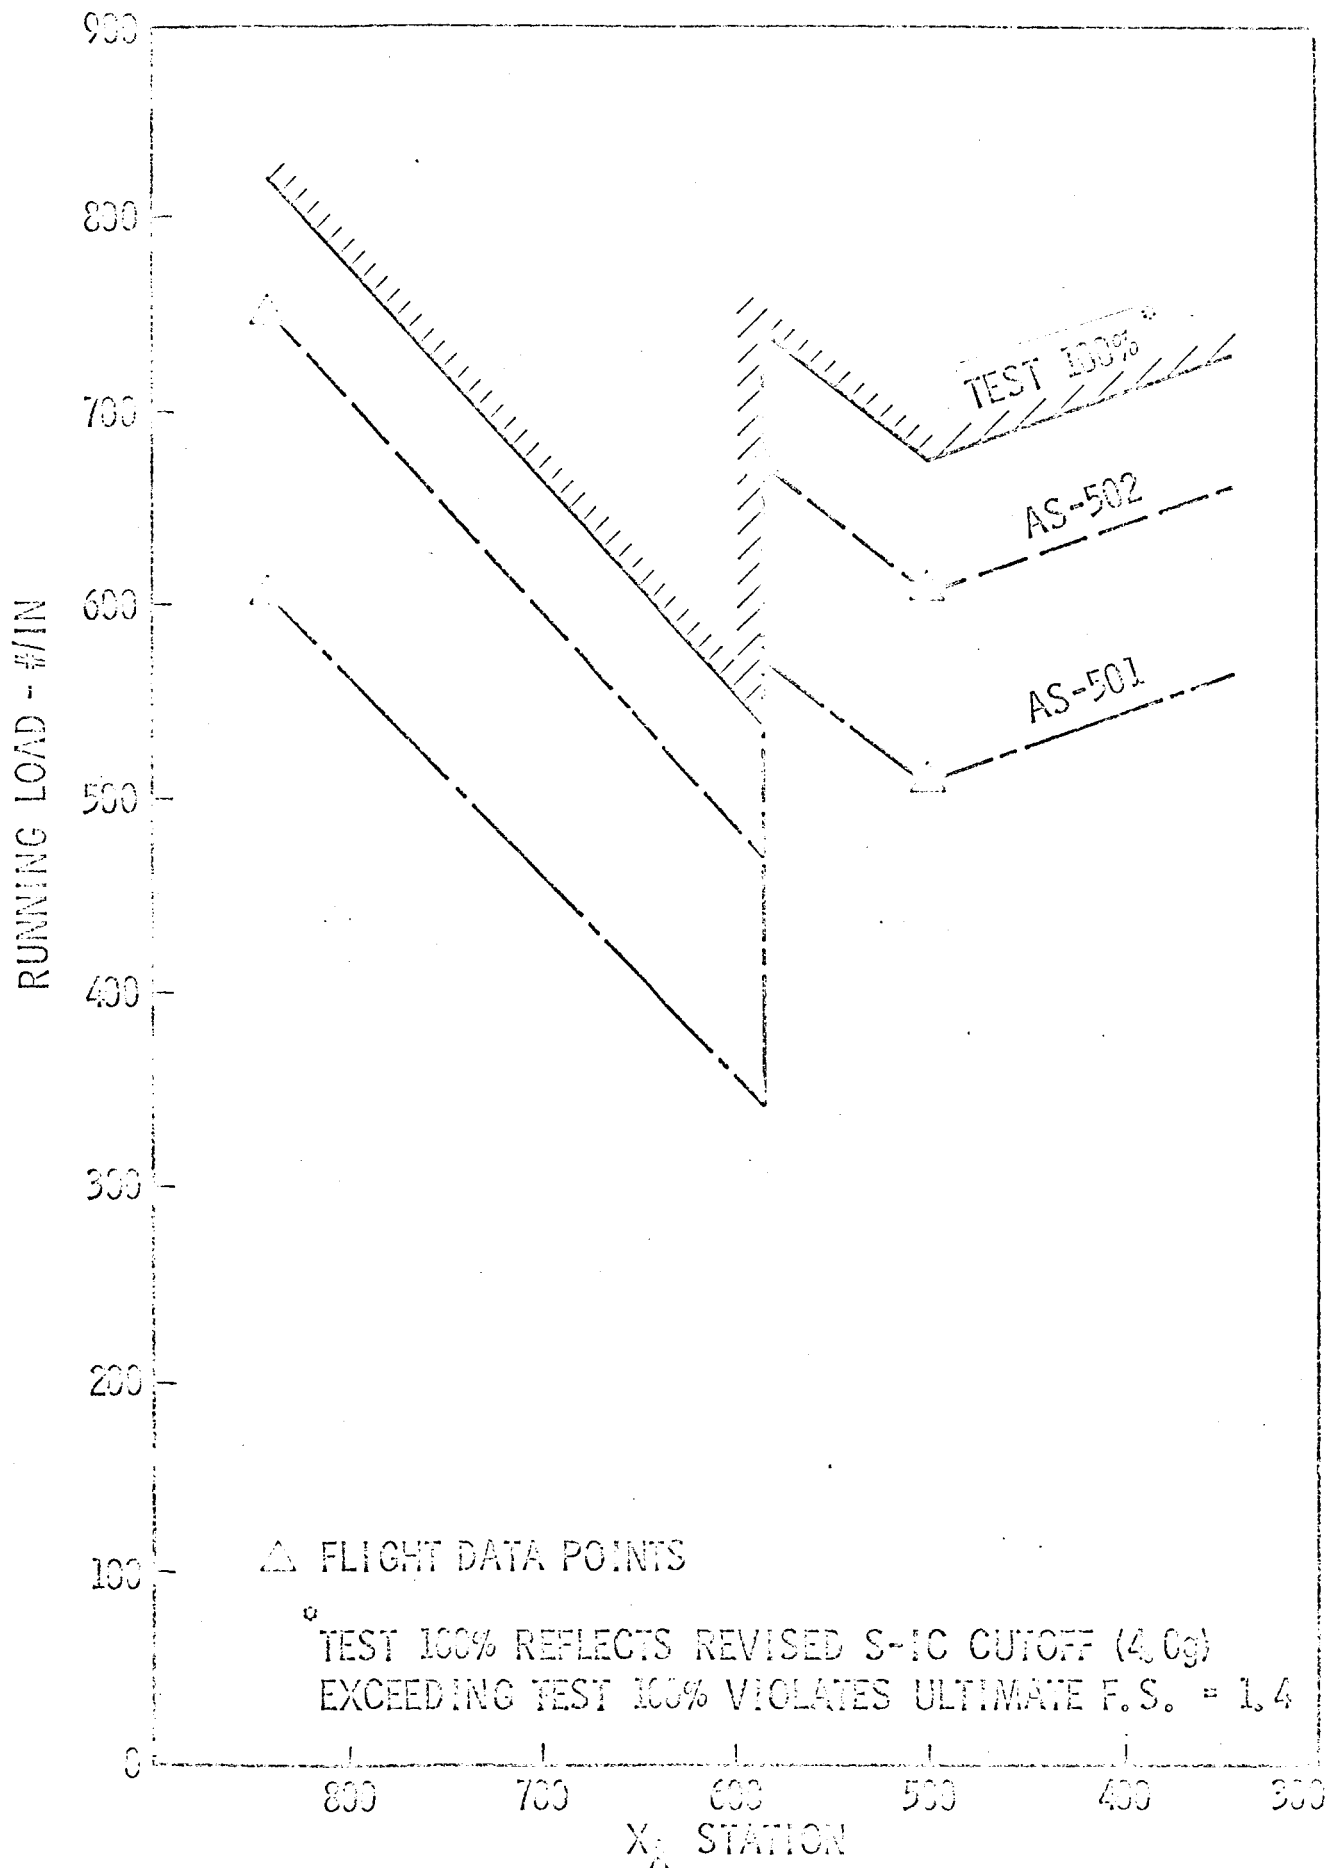 900
800
700
600
500
400
300
200
100
0
RUNNING LOAD - #/IN
TEST 100%*
AS-502
AS-501
△ FLIGHT DATA POINTS
*TEST 100% REFLECTS REVISED S-IC CUTOFF (4.0g)
EXCEEDING TEST 100% VIOLATES ULTIMATE F.S. = 1.4
800 700 600 500 400 300
XA STATION